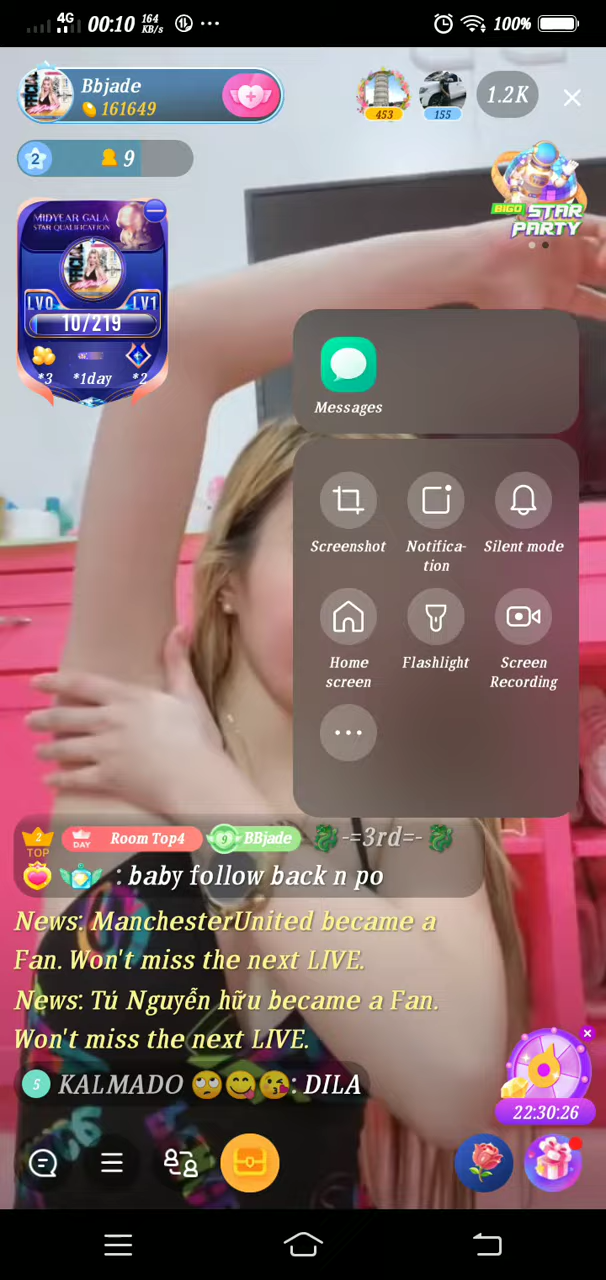 4G 00:10 164 KB/s 100%
Bbjade
161649
453
155
1.2K
2 9
BIGO STAR PARTY
MIDYEAR GALA
STAR QUALIFICATION
LV0 LV1
10/219
*3 *1day *2
Messages
Screenshot
Notifica-
tion
Silent mode
Home
screen
Flashlight
Screen
Recording
2 TOP DAY Room Top4 9 BBjade -=3rd=-
: baby follow back n po
News: ManchesterUnited became a
Fan. Won't miss the next LIVE.
News: Tú Nguyễn hữu became a Fan.
Won't miss the next LIVE.
5 KALMADO 🙄😋😘: DILA
22:30:26